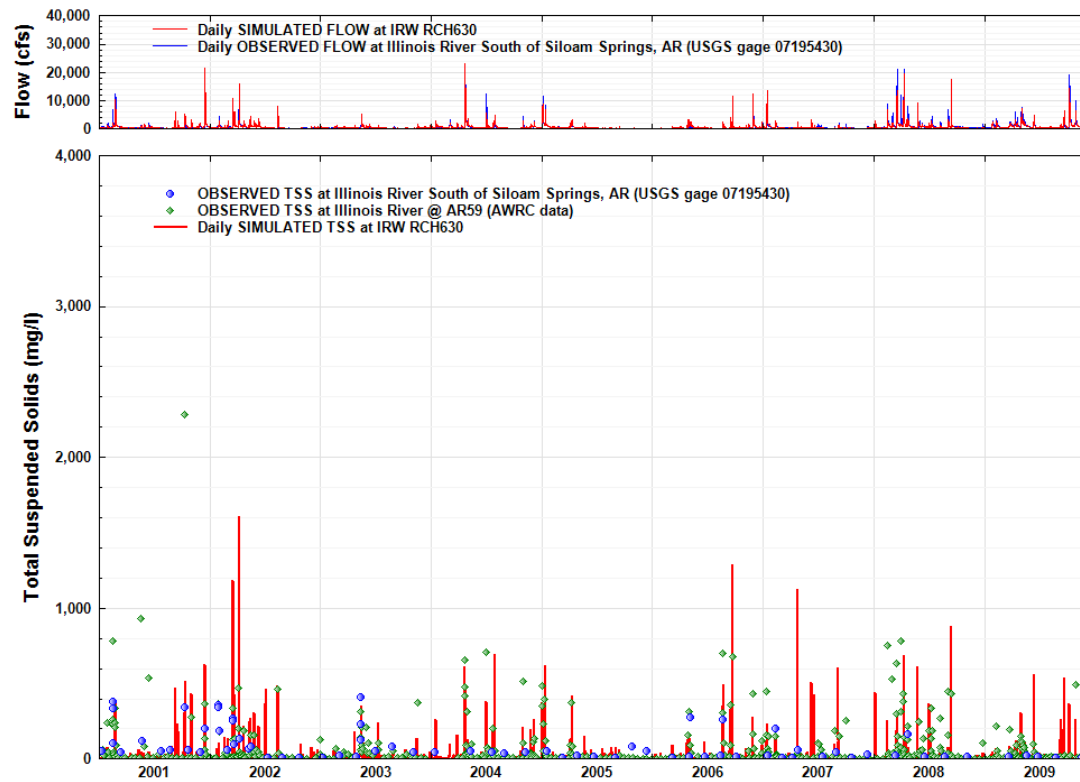 40,000
30,000
20,000
10,000
0
Flow (cfs)
Daily SIMULATED FLOW at IRW RCH630
Daily OBSERVED FLOW at Illinois River South of Siloam Springs, AR (USGS gage 07195430)
4,000
3,000
2,000
1,000
0
Total Suspended Solids (mg/l)
OBSERVED TSS at Illinois River South of Siloam Springs, AR (USGS gage 07195430)
OBSERVED TSS at Illinois River @ AR59 (AWRC data)
Daily SIMULATED TSS at IRW RCH630
2001 2002 2003 2004 2005 2006 2007 2008 2009